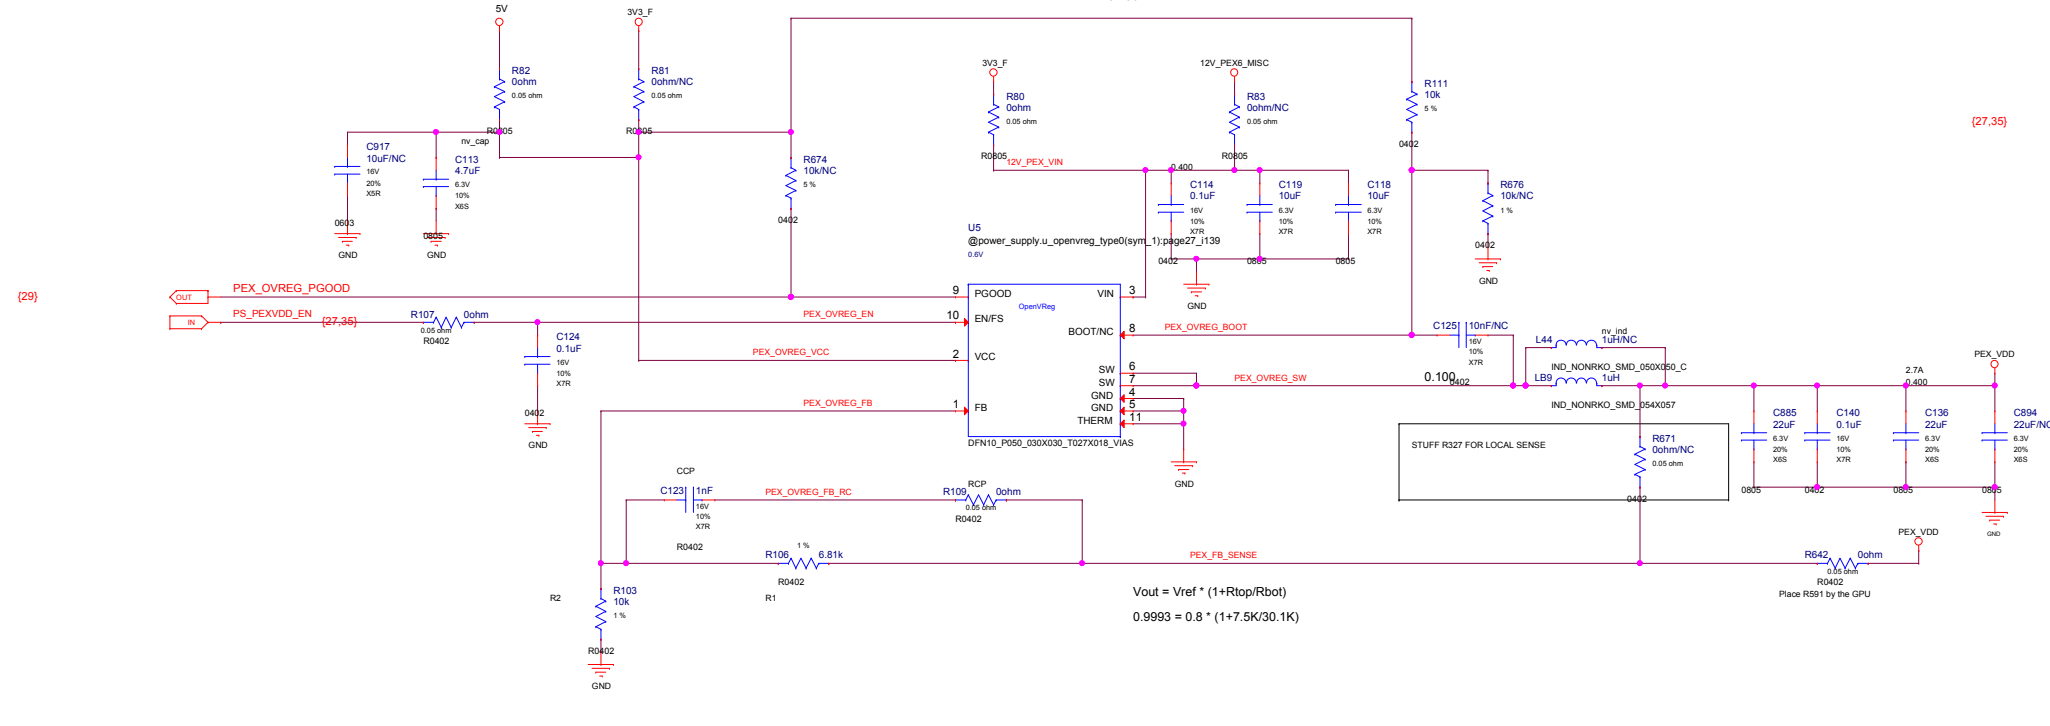 5V
3V3_F
R82
0ohm
0.05 ohm
R0805
R81
0ohm/NC
0.05 ohm
R0805
3V3_F
R80
0ohm
0.05 ohm
R0805
12V_PEX6_MISC
R83
0ohm/NC
0.05 ohm
R0805
R111
10k
5 %
0402
{27,35}
nv_cap
C917
10uF/NC
16V
20%
X5R
0603
GND
C113
4.7uF
6.3V
10%
X6S
0805
GND
R674
10k/NC
5 %
0402
12V_PEX_VIN
0.400
C114
0.1uF
16V
10%
X7R
0402
C119
10uF
6.3V
10%
X7R
0805
C118
10uF
6.3V
10%
X7R
0805
GND
R676
10k/NC
1 %
0402
GND
U5
@power_supply.u_openvreg_type0(sym_1):page27_i139
0.6V
{29}
OUT
PEX_OVREG_PGOOD
IN
PS_PEXVDD_EN
{27,35}
R107
0ohm
0.05 ohm
R0402
C124
0.1uF
16V
10%
X7R
0402
GND
PEX_OVREG_EN
PEX_OVREG_VCC
PEX_OVREG_FB
9
PGOOD
10
EN/FS
2
VCC
1
FB
OpenVReg
VIN
3
BOOT/NC
8
SW
6
SW
7
GND
4
GND
5
THERM
11
DFN10_P050_030X030_T027X018_VIAS
GND
PEX_OVREG_BOOT
PEX_OVREG_SW
C125
10nF/NC
16V
10%
X7R
0402
0.100
L44
nv_ind
1uH/NC
IND_NONRKO_SMD_050X050_C
LB9
1uH
IND_NONRKO_SMD_054X057
2.7A
0.400
PEX_VDD
STUFF R327 FOR LOCAL SENSE
R671
0ohm/NC
0.05 ohm
0402
C885
22uF
6.3V
20%
X6S
0805
C140
0.1uF
16V
10%
X7R
0402
C136
22uF
6.3V
20%
X6S
0805
C894
22uF/NC
6.3V
20%
X6S
0805
GND
CCP
C123
1nF
16V
10%
X7R
R0402
PEX_OVREG_FB_RC
RCP
R109
0ohm
0.05 ohm
R0402
1 %
R106
6.81k
R0402
R1
PEX_FB_SENSE
PEX_VDD
R642
0ohm
0.05 ohm
R0402
Place R591 by the GPU
R2
R103
10k
1 %
R0402
GND
Vout = Vref * (1+Rtop/Rbot)
0.9993 = 0.8 * (1+7.5K/30.1K)